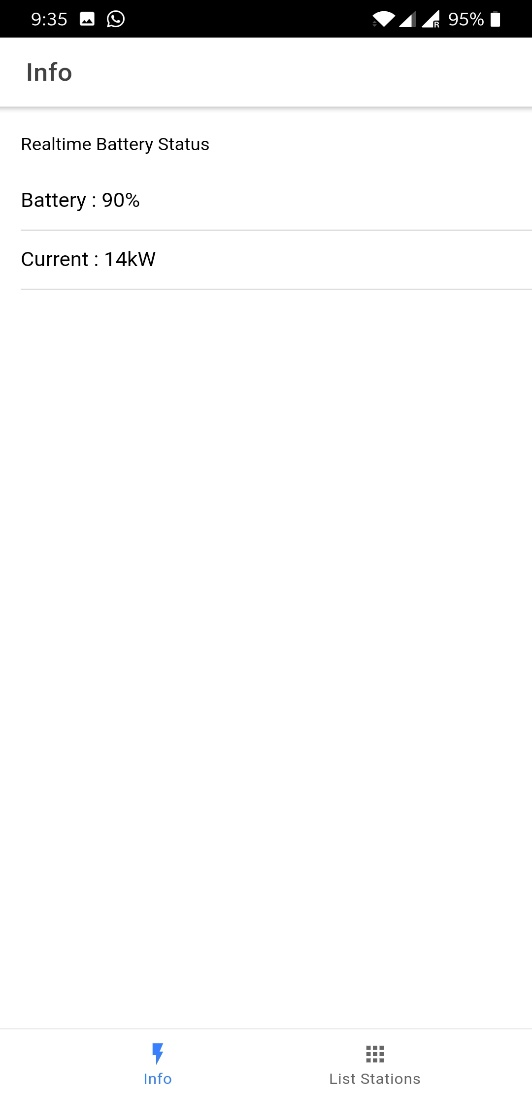 9:35 95%
Info
Realtime Battery Status
Battery : 90%
Current : 14kW
Info List Stations